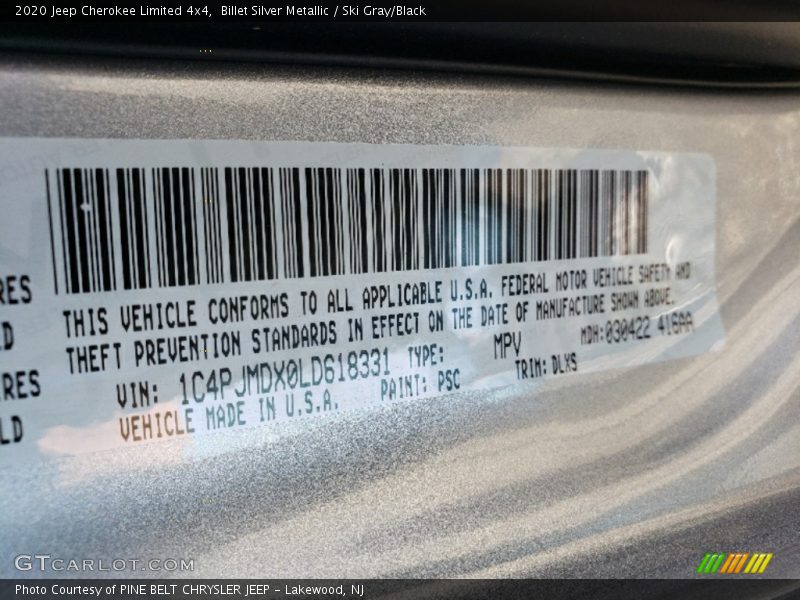 2020 Jeep Cherokee Limited 4x4,  Billet Silver Metallic / Ski Gray/Black
RES
D
RES
LD
THIS VEHICLE CONFORMS TO ALL APPLICABLE U.S.A. FEDERAL MOTOR VEHICLE SAFETY AND
THEFT PREVENTION STANDARDS IN EFFECT ON THE DATE OF MANUFACTURE SHOWN ABOVE.
VIN: 1C4PJMDX0LD618331 TYPE: MPV MDH:030422 416AA
VEHICLE MADE IN U.S.A. PAINT: PSC TRIM: DLXS
GTCARLOT.COM
Photo Courtesy of PINE BELT CHRYSLER JEEP - Lakewood, NJ